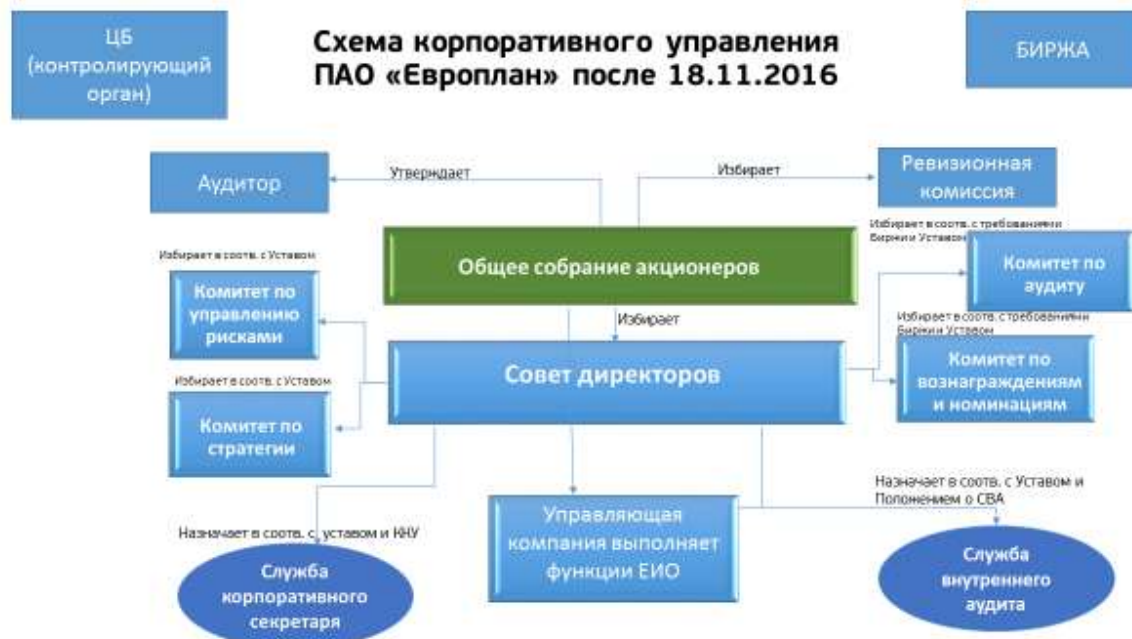 ЦБ
(контролирующий
орган)
Схема корпоративного управления
ПАО «Европлан» после 18.11.2016
БИРЖА
Аудитор
Утверждает
Избирает
Ревизионная
комиссия
Избирает в соотв. с требованиями
Биржи и Уставом
Избирает в соотв. с Уставом
Общее собрание акционеров
Комитет по
аудиту
Комитет по
управлению
рисками
Избирает
Избирает в соотв. с требованиями
Биржи и Уставом
Совет директоров
Комитет по
вознаграждениям
и номинациям
Избирает в соотв. с Уставом
Комитет по
стратегии
Назначает в соотв. с Уставом и
Положением о СВА
Назначает в соотв. с уставом и ККУ
Управляющая
компания выполняет
функции ЕИО
Служба
корпоративного
секретаря
Служба
внутреннего
аудита